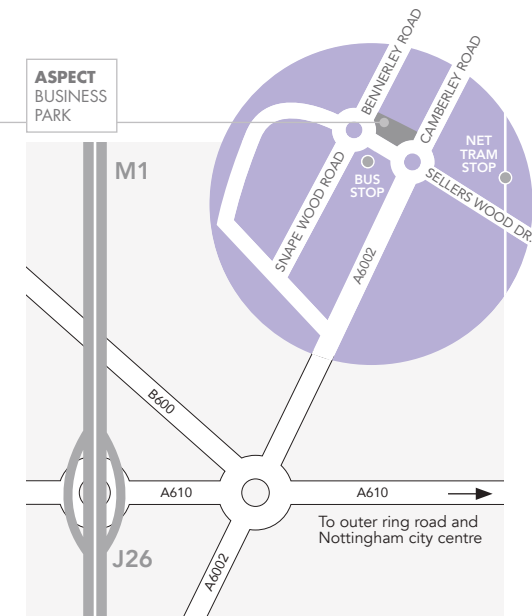 ASPECT
BUSINESS
PARK
BENNERLEY ROAD
CAMBERLEY ROAD
M1
NET
TRAM
STOP
BUS
STOP
SNAPE WOOD ROAD
SELLERS WOOD DR.
A6002
B600
A610
A610
To outer ring road and
Nottingham city centre
J26
A6002